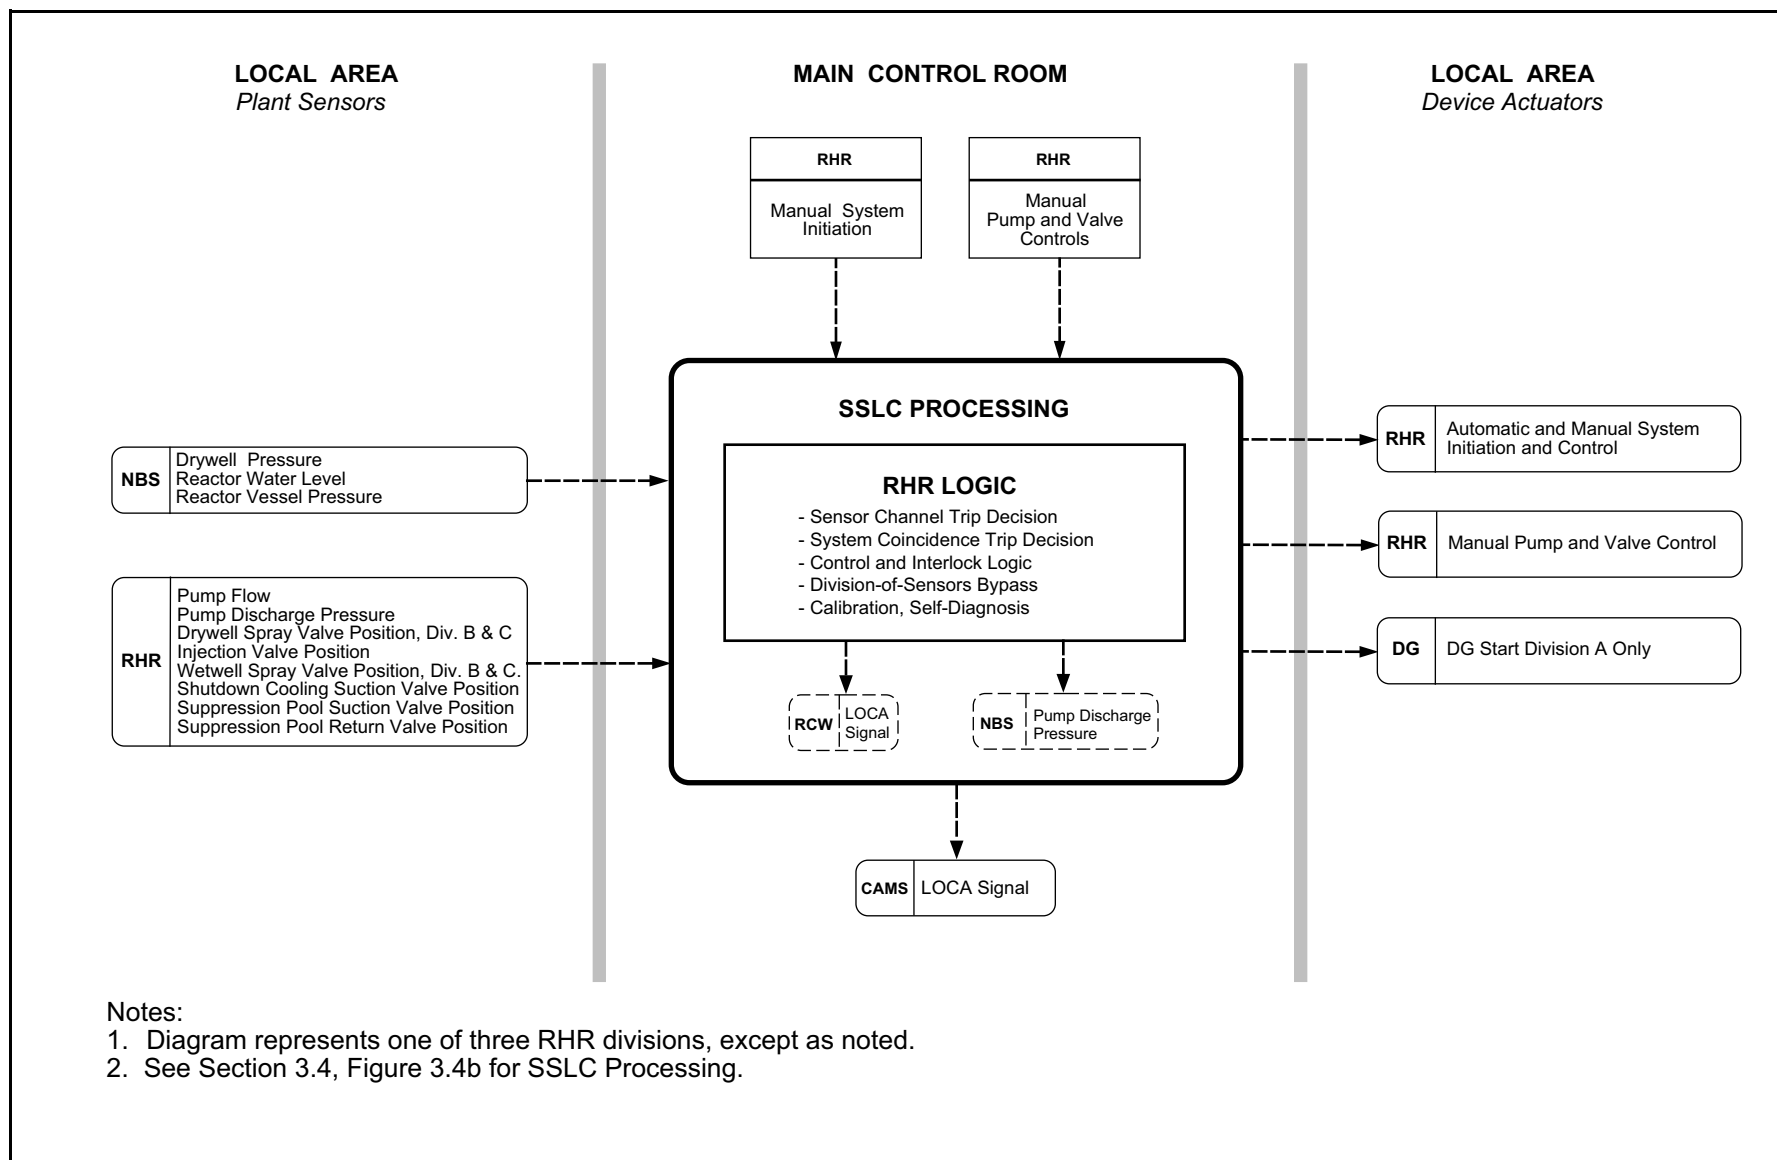 LOCAL AREA
Plant Sensors
MAIN CONTROL ROOM
LOCAL AREA
Device Actuators
RHR
Manual System
Initiation
RHR
Manual
Pump and Valve
Controls
NBS
Drywell Pressure
Reactor Water Level
Reactor Vessel Pressure
RHR
Pump Flow
Pump Discharge Pressure
Drywell Spray Valve Position, Div. B & C
Injection Valve Position
Wetwell Spray Valve Position, Div. B & C.
Shutdown Cooling Suction Valve Position
Suppression Pool Suction Valve Position
Suppression Pool Return Valve Position
SSLC PROCESSING
RHR LOGIC
- Sensor Channel Trip Decision
- System Coincidence Trip Decision
- Control and Interlock Logic
- Division-of-Sensors Bypass
- Calibration, Self-Diagnosis
RCW
LOCA
Signal
NBS
Pump Discharge
Pressure
CAMS
LOCA Signal
RHR
Automatic and Manual System
Initiation and Control
RHR
Manual Pump and Valve Control
DG
DG Start Division A Only
Notes:
1. Diagram represents one of three RHR divisions, except as noted.
2. See Section 3.4, Figure 3.4b for SSLC Processing.